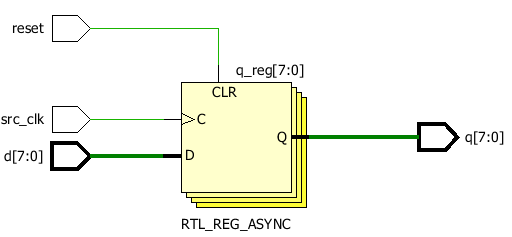 reset
q_reg[7:0]
CLR
src_clk
C
d[7:0]
D
Q
q[7:0]
RTL_REG_ASYNC